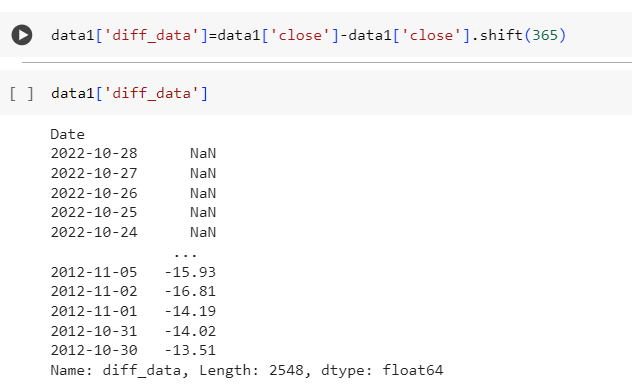 data1['diff_data']=data1['close']-data1['close'].shift(365)
[ ] data1['diff_data']
Date
2022-10-28      NaN
2022-10-27      NaN
2022-10-26      NaN
2022-10-25      NaN
2022-10-24      NaN
              ...
2012-11-05   -15.93
2012-11-02   -16.81
2012-11-01   -14.19
2012-10-31   -14.02
2012-10-30   -13.51
Name: diff_data, Length: 2548, dtype: float64